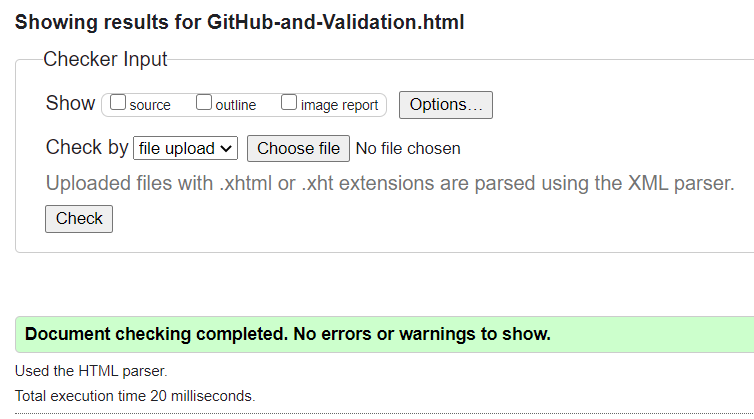 Showing results for GitHub-and-Validation.html
Checker Input
Show source outline image report Options...
Check by file upload Choose file No file chosen
Uploaded files with .xhtml or .xht extensions are parsed using the XML parser.
Check
Document checking completed. No errors or warnings to show.
Used the HTML parser.
Total execution time 20 milliseconds.